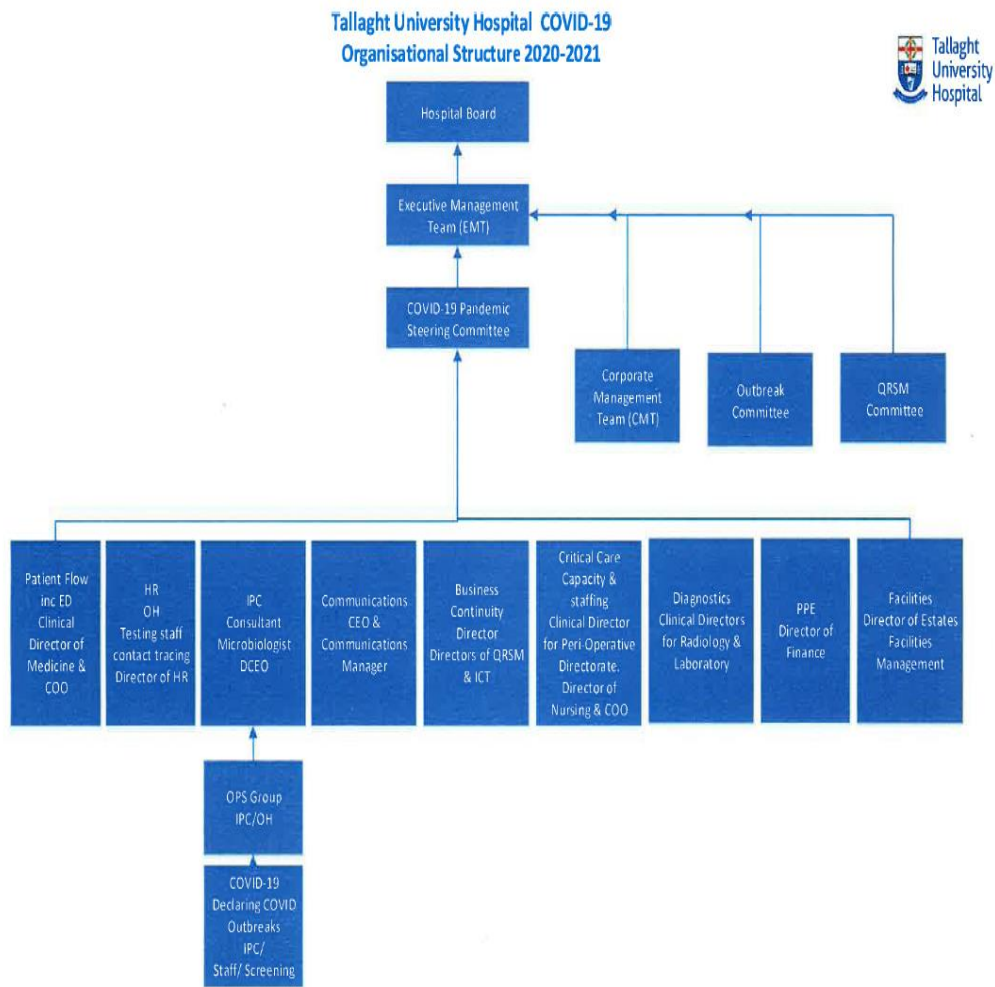 Tallaght University Hospital COVID-19
Organisational Structure 2020-2021
Tallaght
University
Hospital
Hospital Board
Executive Management
Team (EMT)
COVID-19 Pandemic
Steering Committee
Corporate
Management
Team (CMT)
Outbreak
Committee
QRSM
Committee
Patient Flow
inc ED
Clinical
Director of
Medicine &
COO
HR
OH
Testing staff
contact tracing
Director of HR
IPC
Consultant
Microbiologist
DCEO
Communications
CEO &
Communications
Manager
Business
Continuity
Director
Directors of QRSM
& ICT
Critical Care
Capacity &
staffing
Clinical Director
for Peri-Operative
Directorate.
Director of
Nursing & COO
Diagnostics
Clinical Directors
for Radiology &
Laboratory
PPE
Director of
Finance
Facilities
Director of Estates
Facilities
Management
OPS Group
IPC/OH
COVID-19
Declaring COVID
Outbreaks
IPC/
Staff/ Screening